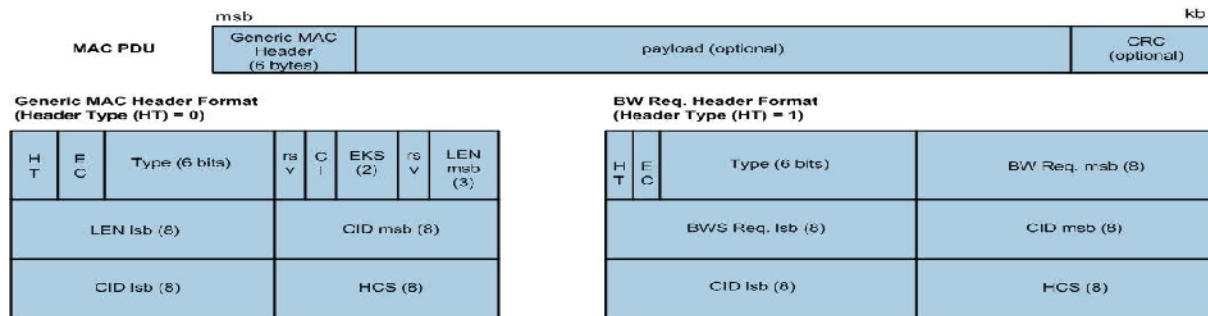 msb
kb
MAC PDU
Generic MAC
Header
(6 bytes)
payload (optional)
CRC
(optional)
Generic MAC Header Format
(Header Type (HT) = 0)
H
T
E
C
Type (6 bits)
rs
v
C
I
EKS
(2)
rs
v
LEN
msb
(3)
LEN lsb (8)
CID msb (8)
CID lsb (8)
HCS (8)
BW Req. Header Format
(Header Type (HT) = 1)
H
T
E
C
Type (6 bits)
BW Req. msb (8)
BWS Req. lsb (8)
CID msb (8)
CID lsb (8)
HCS (8)